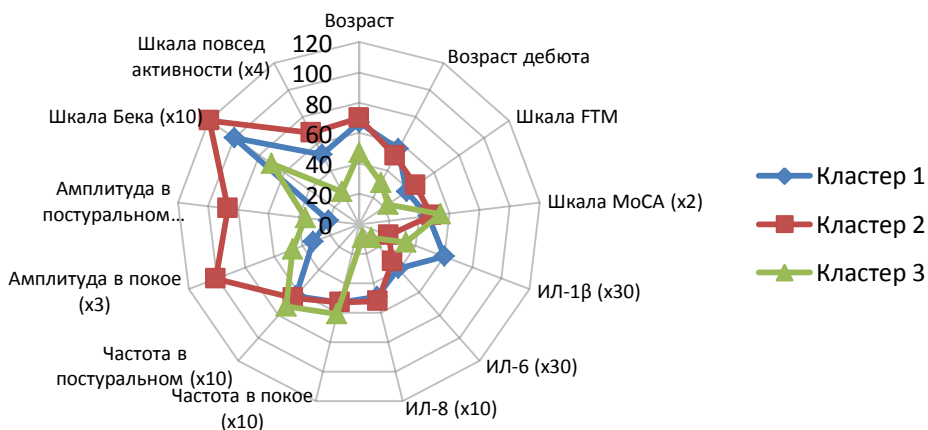 Возраст
Возраст дебюта
Шкала FTM
Шкала MoCA (x2)
ИЛ-1β (x30)
ИЛ-6 (x30)
ИЛ-8 (x10)
Частота в покое
(x10)
Частота в
постуральном (x10)
Амплитуда в покое
(x3)
Амплитуда в
постуральном...
Шкала Бека (x10)
Шкала повсед
активности (x4)
120
100
80
60
40
20
0
Кластер 1
Кластер 2
Кластер 3